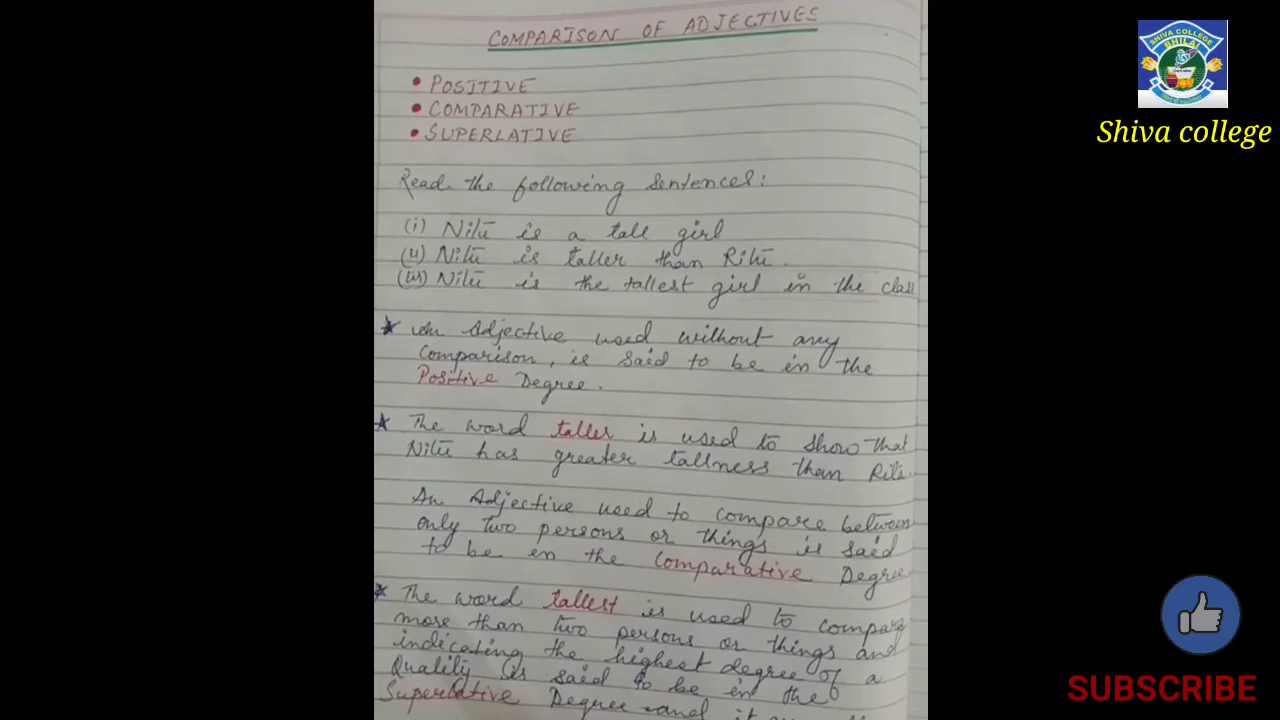 COMPARISON OF ADJECTIVES
• POSITIVE
• COMPARATIVE
• SUPERLATIVE
Read the following Sentences:
(i) Nitu is a tall girl
(ii) Nitu is taller than Ritu.
(iii) Nitu is the tallest girl in the class
★ An Adjective used without any
Comparison, is said to be in the
Positive Degree.
★ The word taller is used to show that
Nitu has greater tallness than Ritu.
An Adjective used to compare between
only two persons or things is said
to be in the Comparative Degree
★ The word tallest is used to compare
more than two persons or things and
indicating the highest degree of a
Quality is said to be in the
Superlative Degree and it
SHIVA COLLEGE
BHILAI
Shiva college
SUBSCRIBE